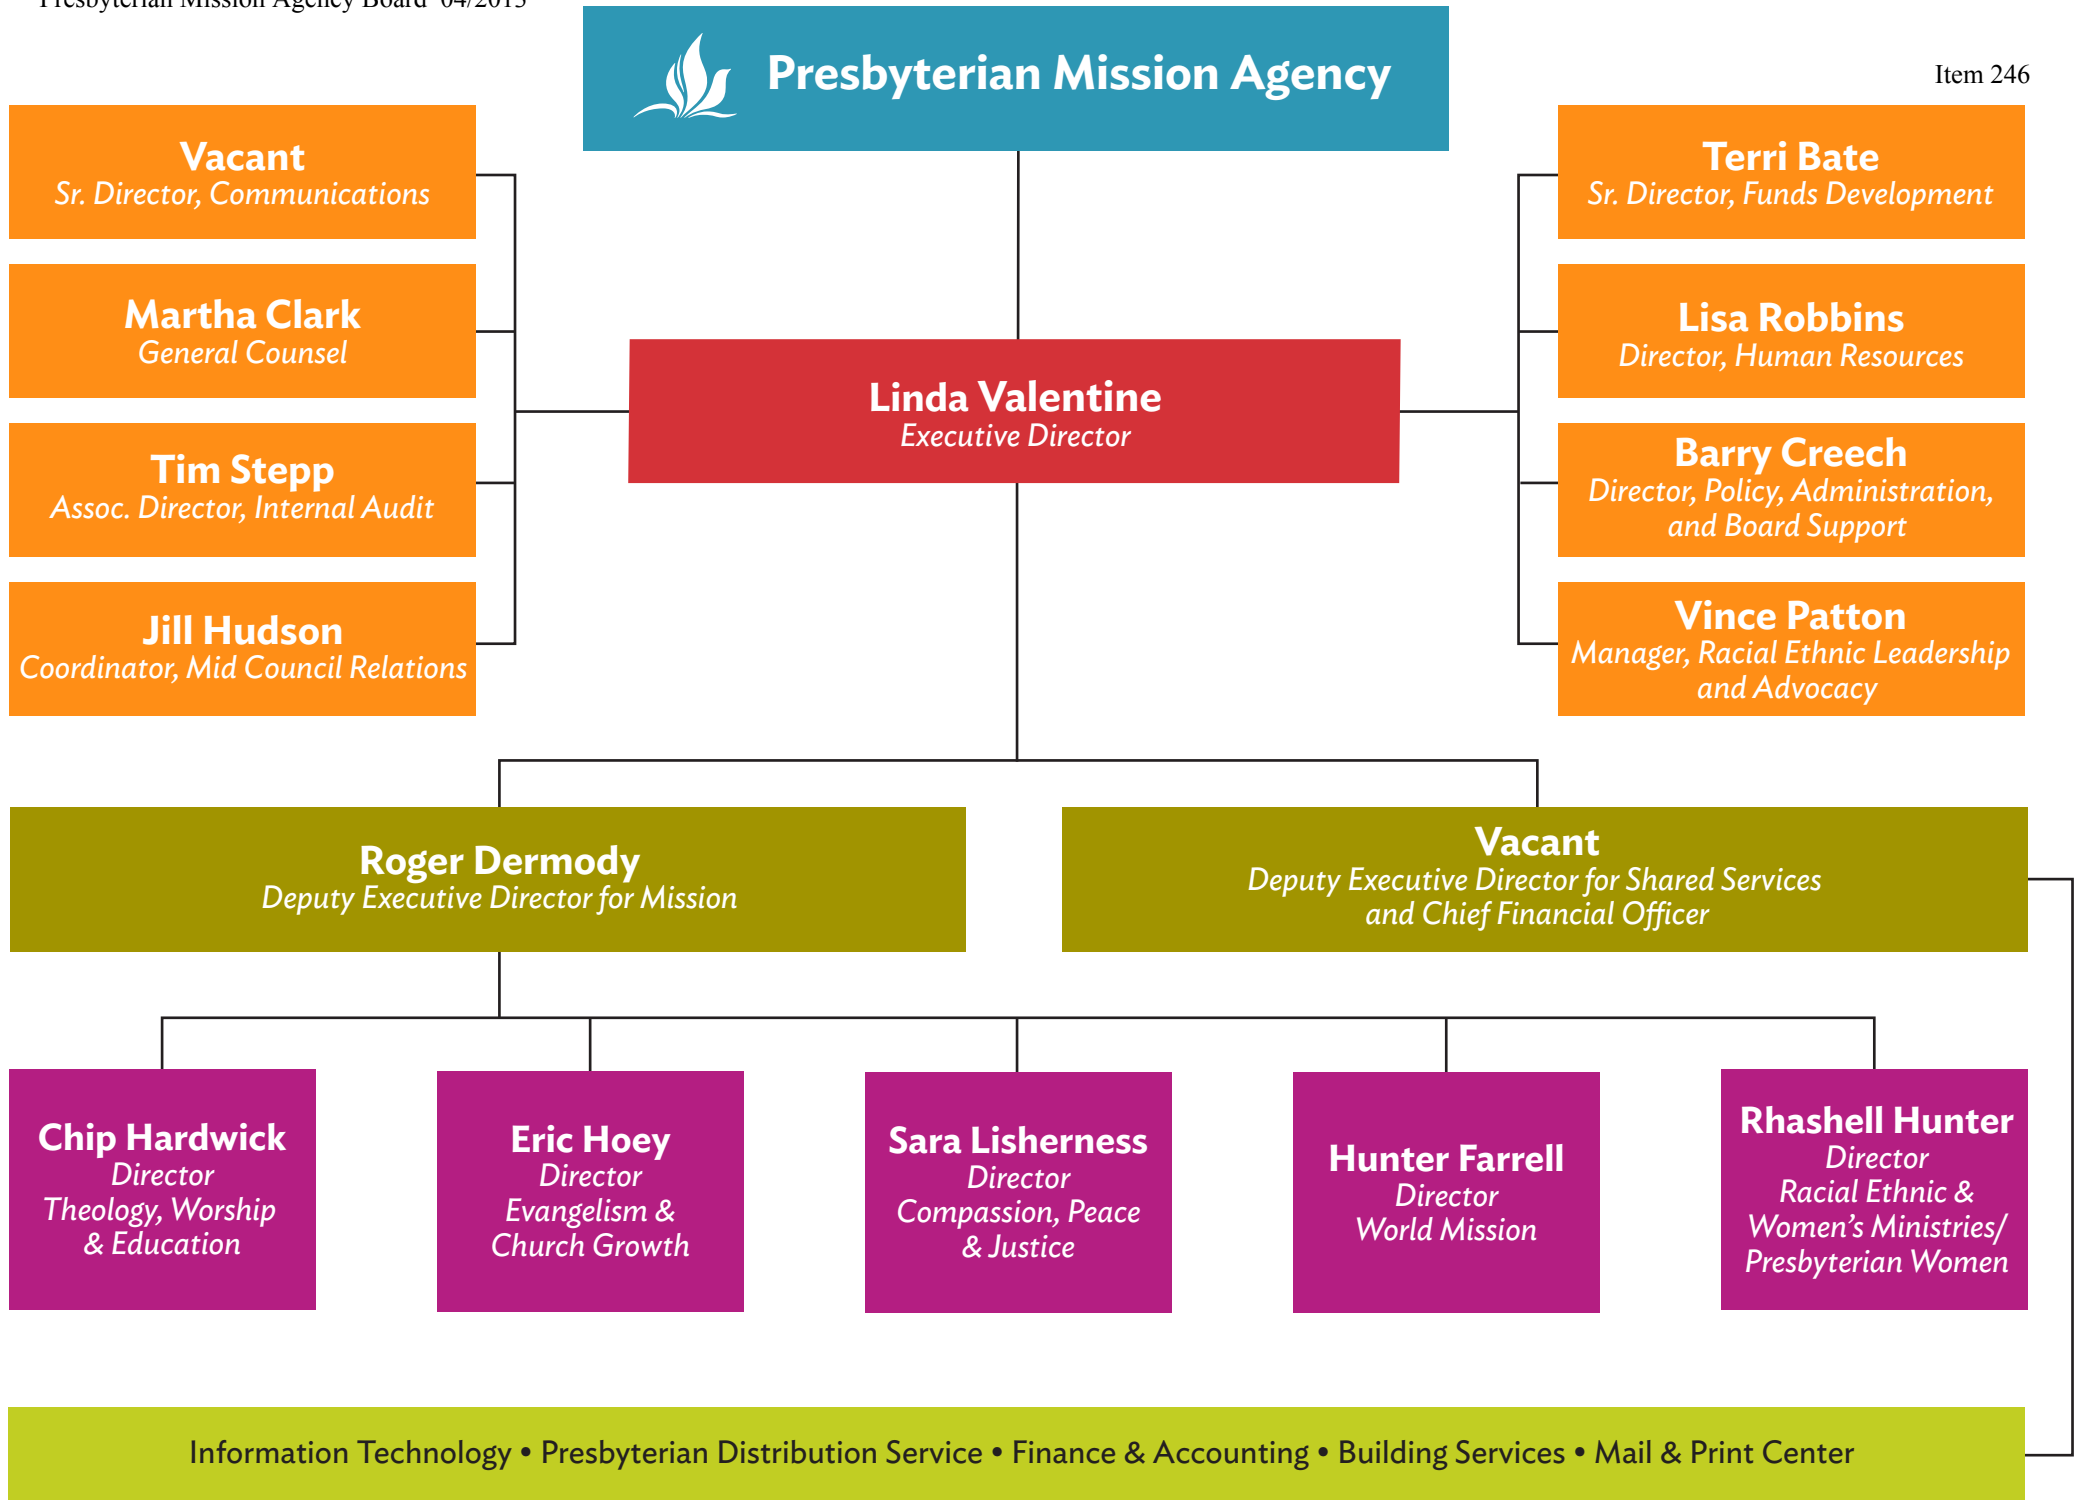 Presbyterian Mission Agency Board 04/2015
Presbyterian Mission Agency
Item 246
Vacant
Sr. Director, Communications
Martha Clark
General Counsel
Tim Stepp
Assoc. Director, Internal Audit
Jill Hudson
Coordinator, Mid Council Relations
Linda Valentine
Executive Director
Terri Bate
Sr. Director, Funds Development
Lisa Robbins
Director, Human Resources
Barry Creech
Director, Policy, Administration,
and Board Support
Vince Patton
Manager, Racial Ethnic Leadership
and Advocacy
Roger Dermody
Deputy Executive Director for Mission
Vacant
Deputy Executive Director for Shared Services
and Chief Financial Officer
Chip Hardwick
Director
Theology, Worship
& Education
Eric Hoey
Director
Evangelism &
Church Growth
Sara Lisherness
Director
Compassion, Peace
& Justice
Hunter Farrell
Director
World Mission
Rhashell Hunter
Director
Racial Ethnic &
Women’s Ministries/
Presbyterian Women
Information Technology • Presbyterian Distribution Service • Finance & Accounting • Building Services • Mail & Print Center